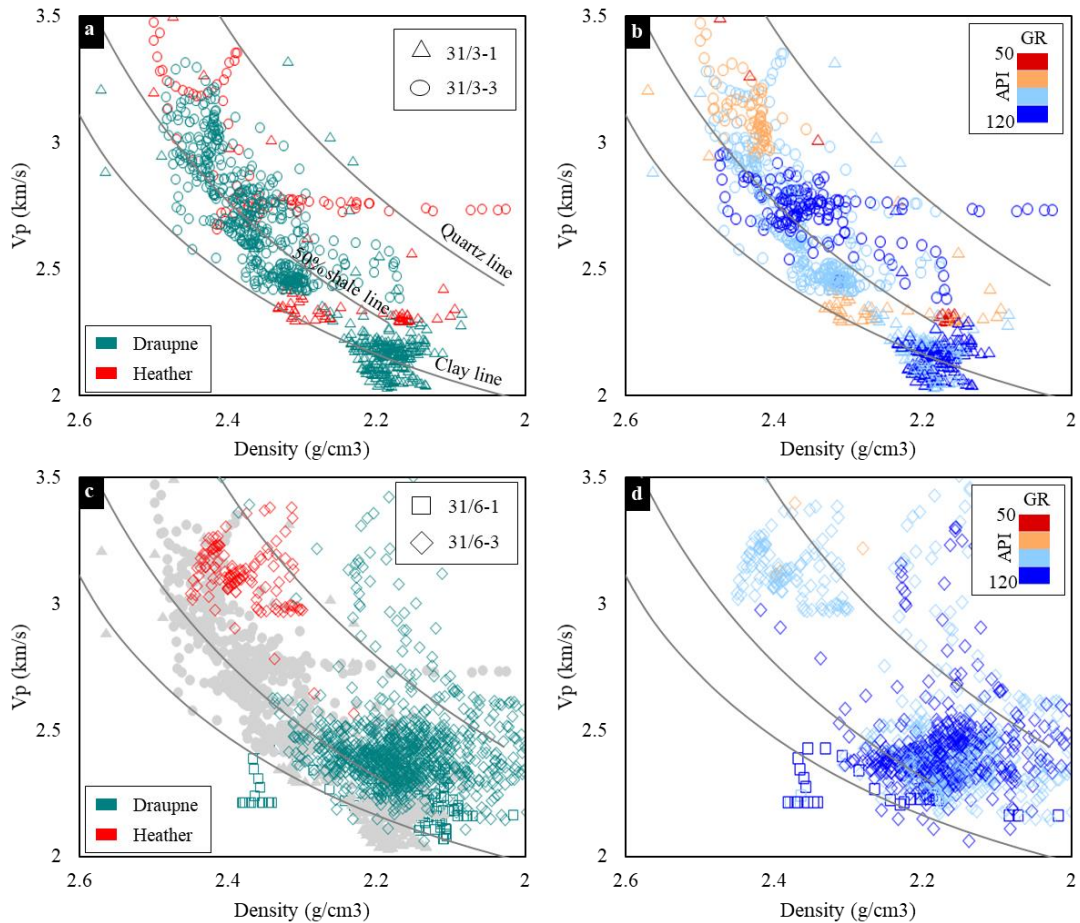 a
3.5
3
2.5
2
Vp (km/s)
31/3-1
31/3-3
Quartz line
50% shale line
Clay line
Draupne
Heather
2.6
2.4
2.2
2
Density (g/cm3)
b
3.5
3
2.5
2
Vp (km/s)
GR
50
API
120
2.6
2.4
2.2
2
Density (g/cm3)
c
3.5
3
2.5
2
Vp (km/s)
31/6-1
31/6-3
Draupne
Heather
2.6
2.4
2.2
2
Density (g/cm3)
d
3.5
3
2.5
2
Vp (km/s)
GR
50
API
120
2.6
2.4
2.2
2
Density (g/cm3)